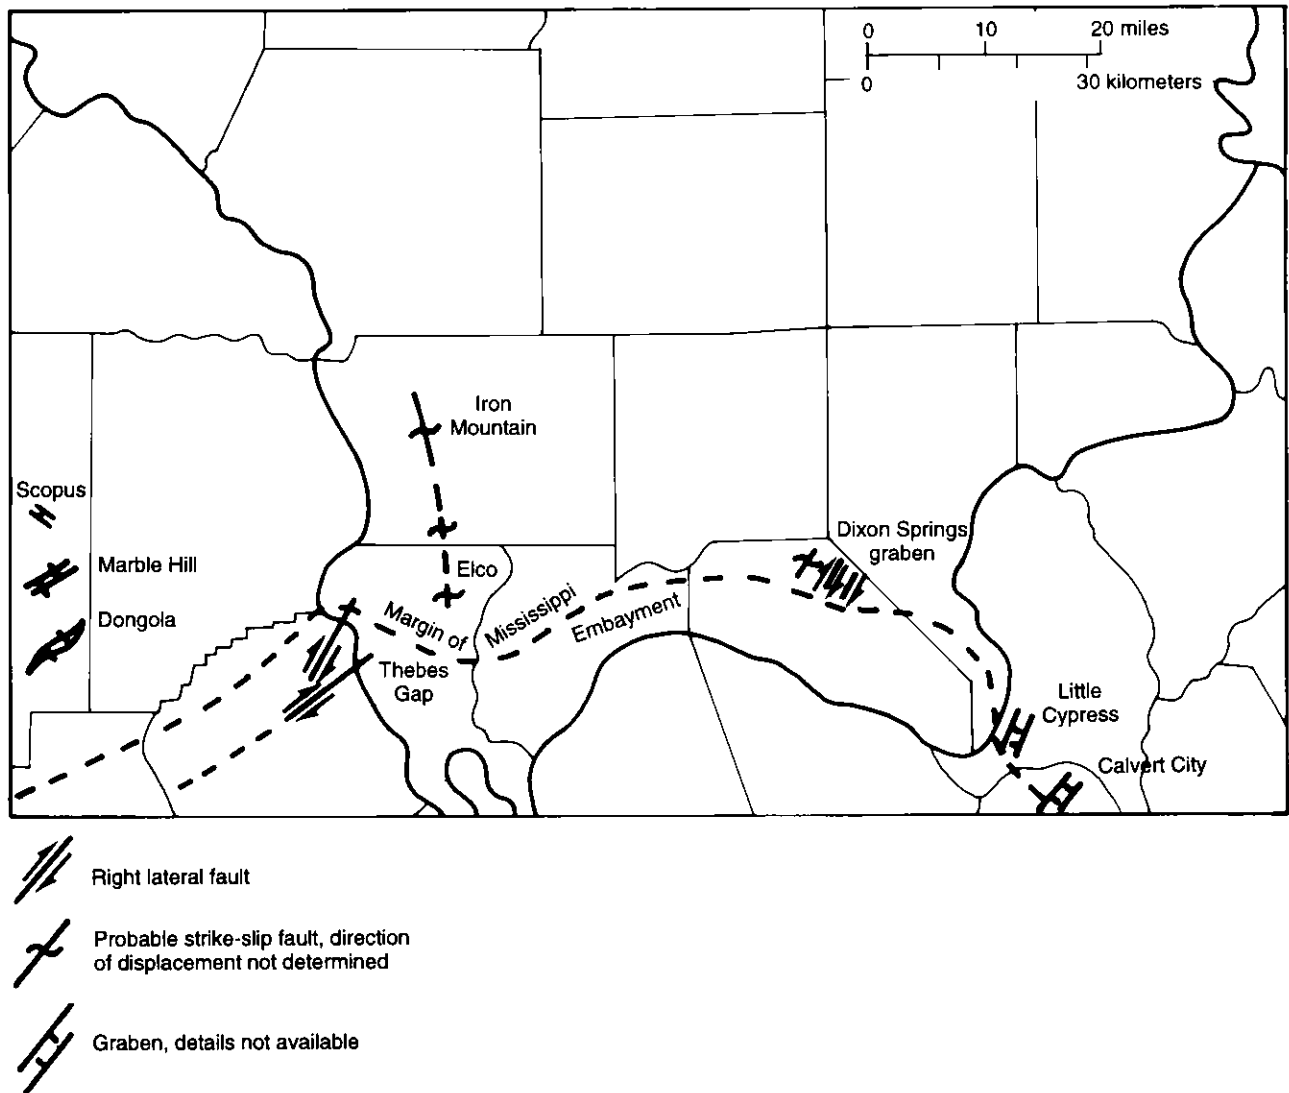 0 10 20 miles
0 30 kilometers
Iron
Mountain
Scopus
Dixon Springs
graben
Marble Hill
Elco
Mississippi
Embayment
Margin of
Dongola
Thebes
Gap
Little
Cypress
Calvert City
Right lateral fault
Probable strike-slip fault, direction
of displacement not determined
Graben, details not available